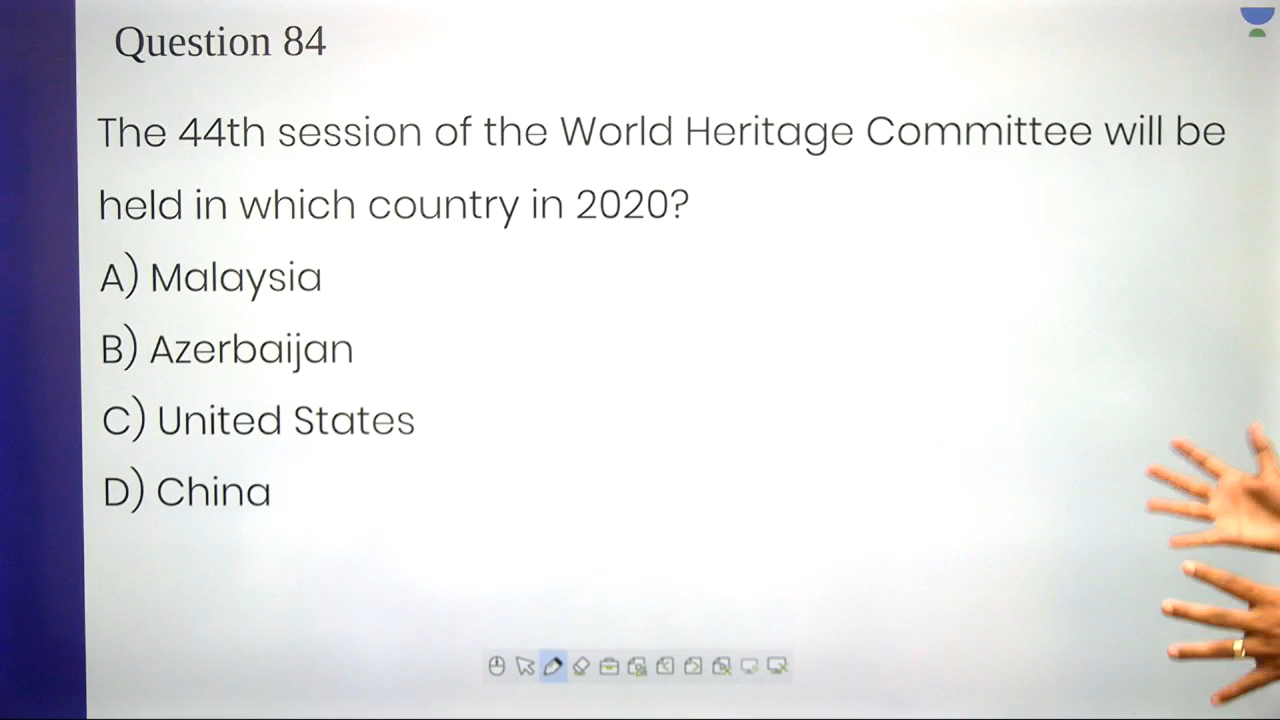 Question 84
The 44th session of the World Heritage Committee will be
held in which country in 2020?
A) Malaysia
B) Azerbaijan
C) United States
D) China